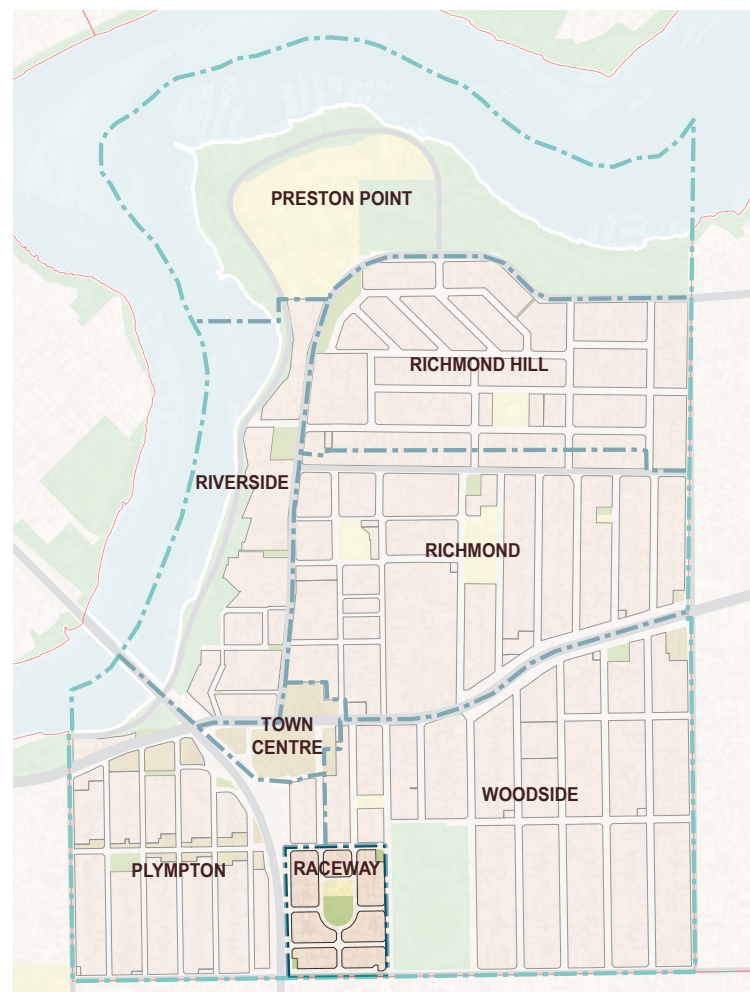 PRESTON POINT
RICHMOND HILL
RIVERSIDE
RICHMOND
TOWN
CENTRE
WOODSIDE
PLYMPTON
RACEWAY